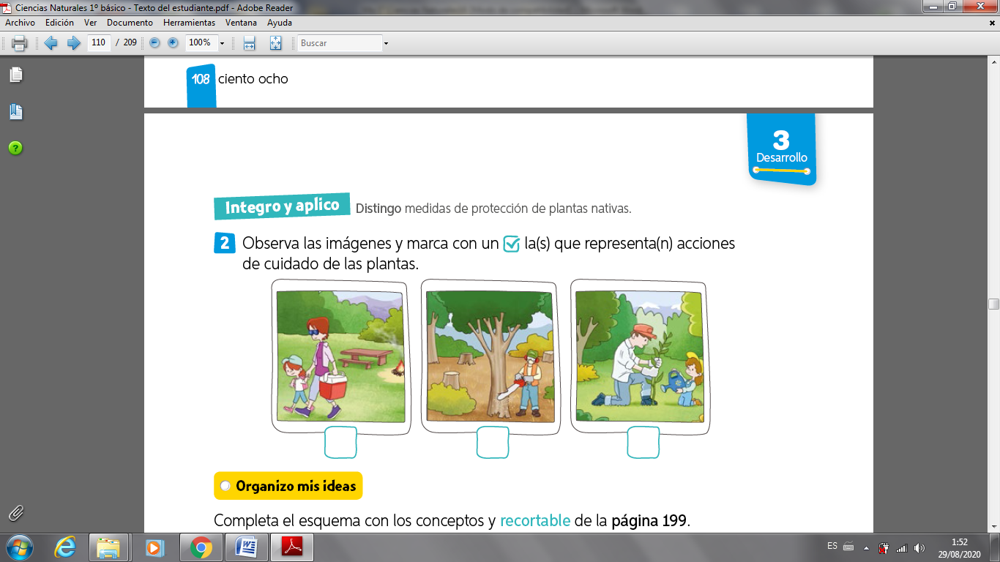 Ciencias Naturales 1º básico - Texto del estudiante.pdf - Adobe Reader
Archivo Edición Ver Documento Herramientas Ventana Ayuda
110 / 209 100% Buscar
108 ciento ocho
3
Desarrollo
Integro y aplico Distingo medidas de protección de plantas nativas.
2 Observa las imágenes y marca con un la(s) que representa(n) acciones
de cuidado de las plantas.
Organizo mis ideas
Completa el esquema con los conceptos y recortable de la página 199.
ES 1:52
29/08/2020